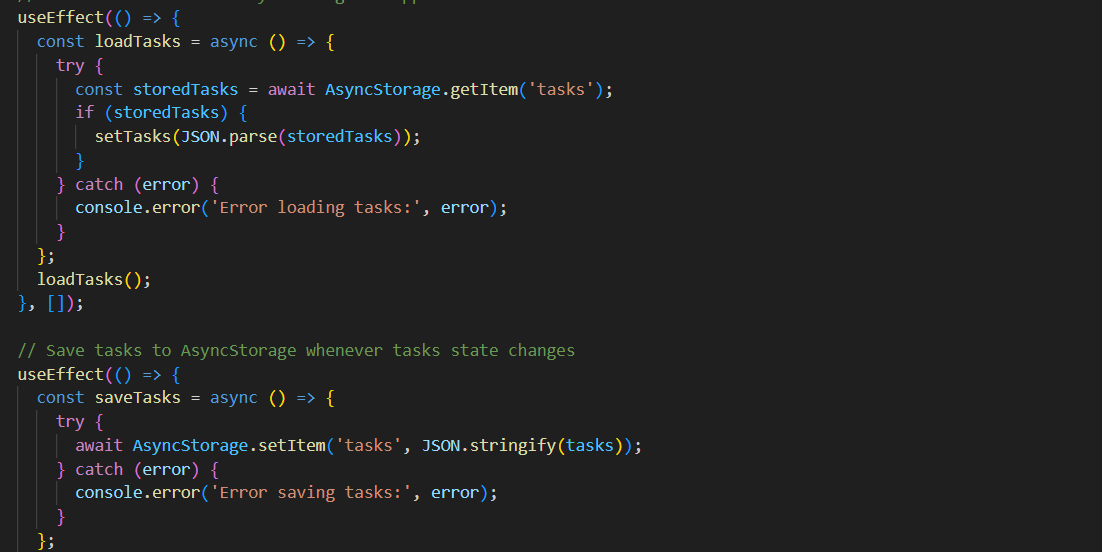 useEffect(() => {
  const loadTasks = async () => {
    try {
      const storedTasks = await AsyncStorage.getItem('tasks');
      if (storedTasks) {
        setTasks(JSON.parse(storedTasks));
      }
    } catch (error) {
      console.error('Error loading tasks:', error);
    }
  };
  loadTasks();
}, []);

// Save tasks to AsyncStorage whenever tasks state changes
useEffect(() => {
  const saveTasks = async () => {
    try {
      await AsyncStorage.setItem('tasks', JSON.stringify(tasks));
    } catch (error) {
      console.error('Error saving tasks:', error);
    }
  };